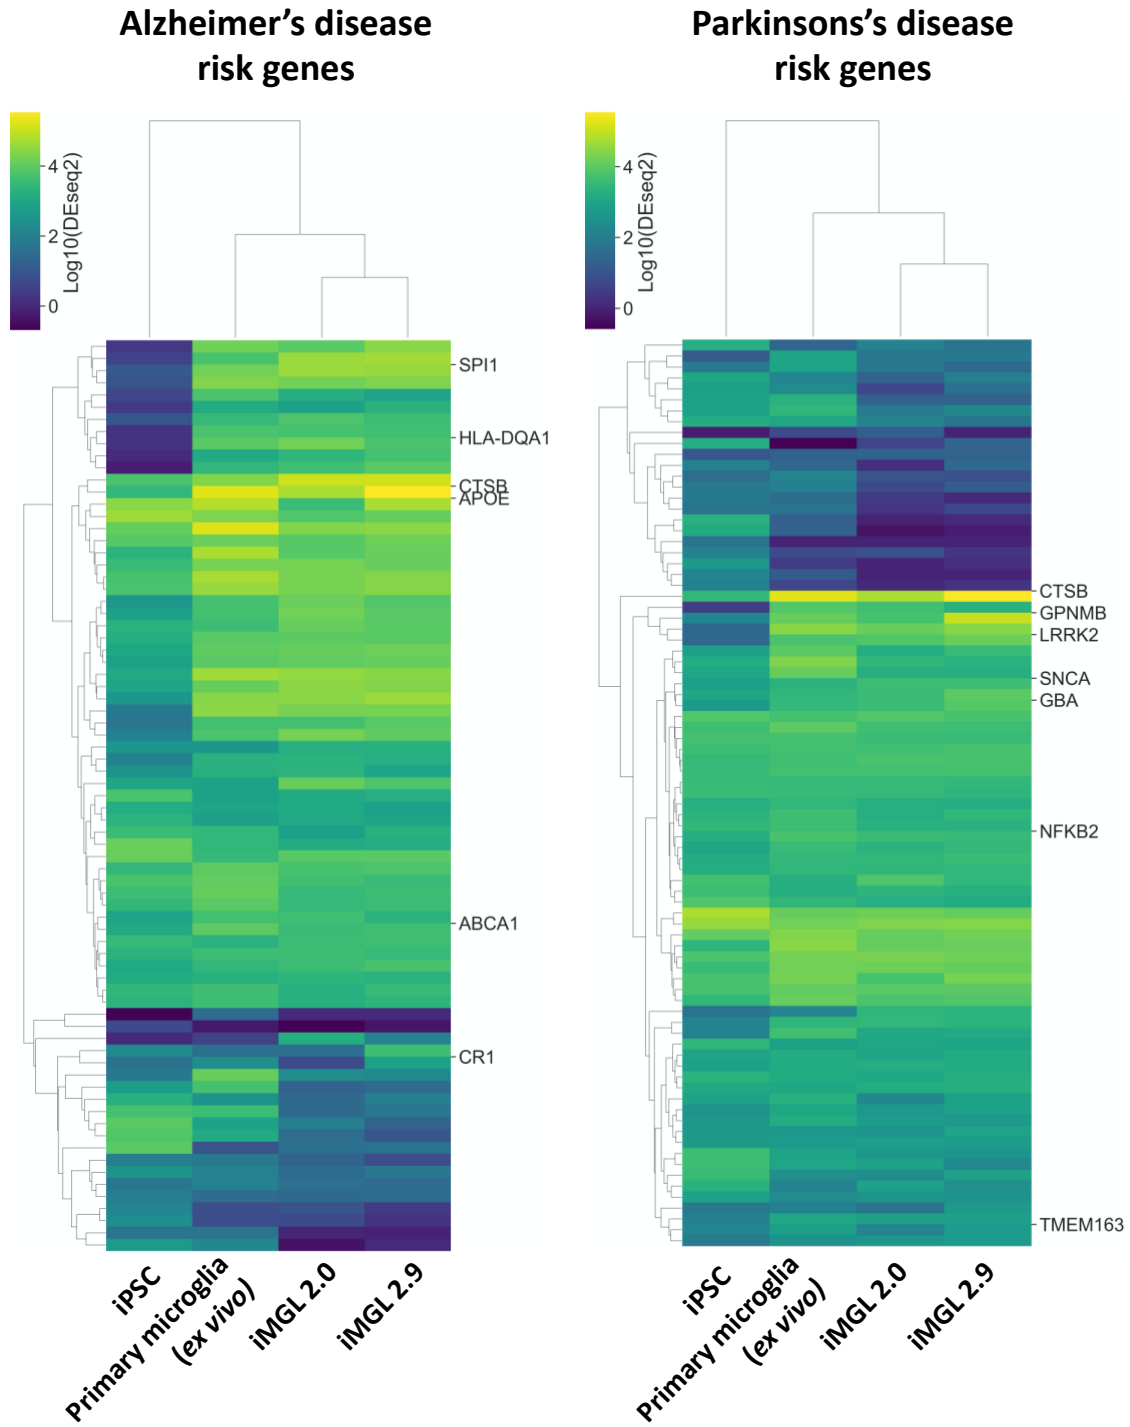 Alzheimer’s disease
risk genes
4
2
0
Log10(DEseq2)
SPI1
HLA-DQA1
CTSB
APOE
ABCA1
CR1
iPSC
Primary microglia
(ex vivo)
iMGL 2.0
iMGL 2.9
Parkinsons’s disease
risk genes
4
2
0
Log10(DEseq2)
CTSB
GPNMB
LRRK2
SNCA
GBA
NFKB2
TMEM163
iPSC
Primary microglia
(ex vivo)
iMGL 2.0
iMGL 2.9